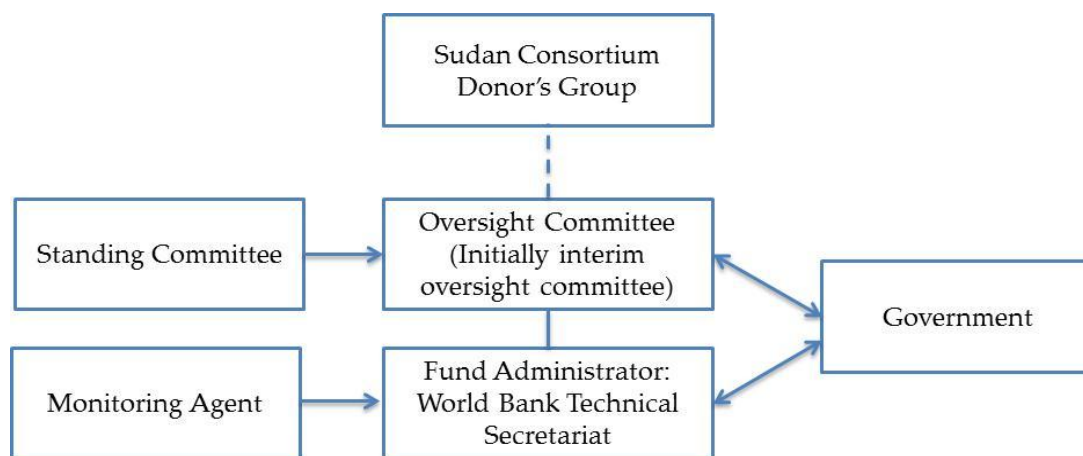 Sudan Consortium
Donor’s Group
Standing Committee
Oversight Committee
(Initially interim
oversight committee)
Government
Monitoring Agent
Fund Administrator:
World Bank Technical
Secretariat